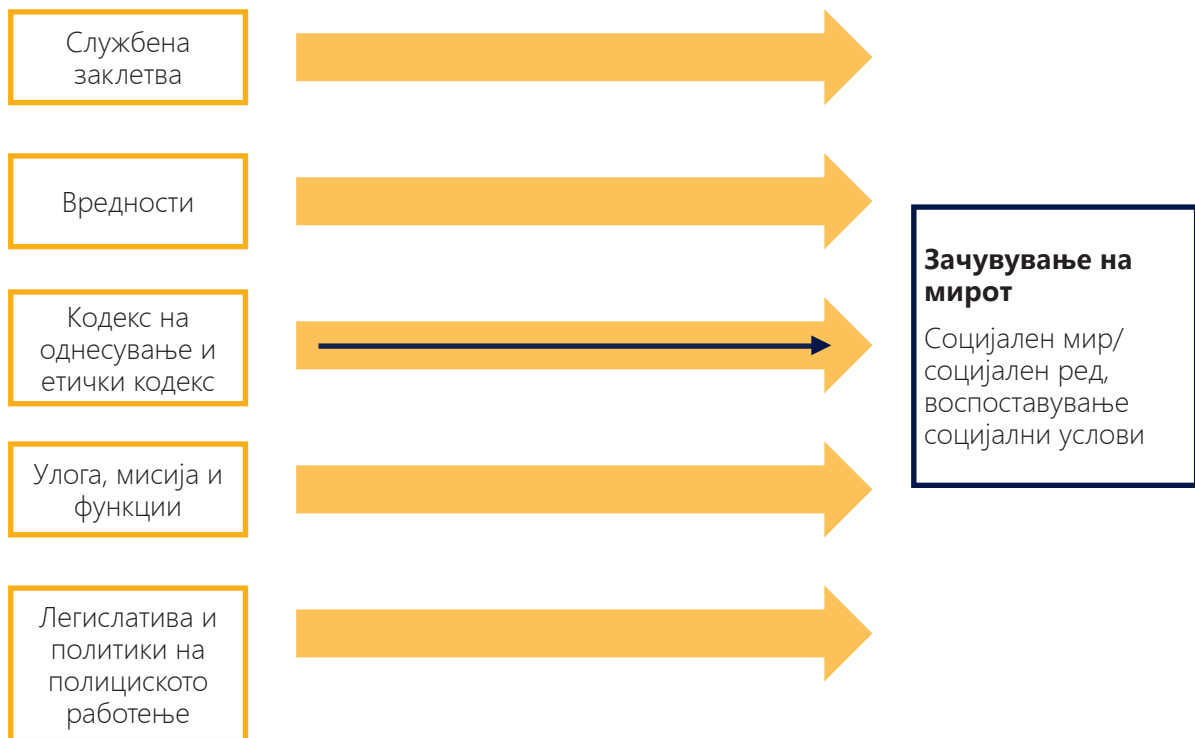 Службена
заклетва
Вредности
Кодекс на
однесување и
етички кодекс
Улога, мисија и
функции
Легислатива и
политики на
полициското
работење
Зачувување на
мирот
Социјален мир/
социјален ред,
воспоставување
социјални услови